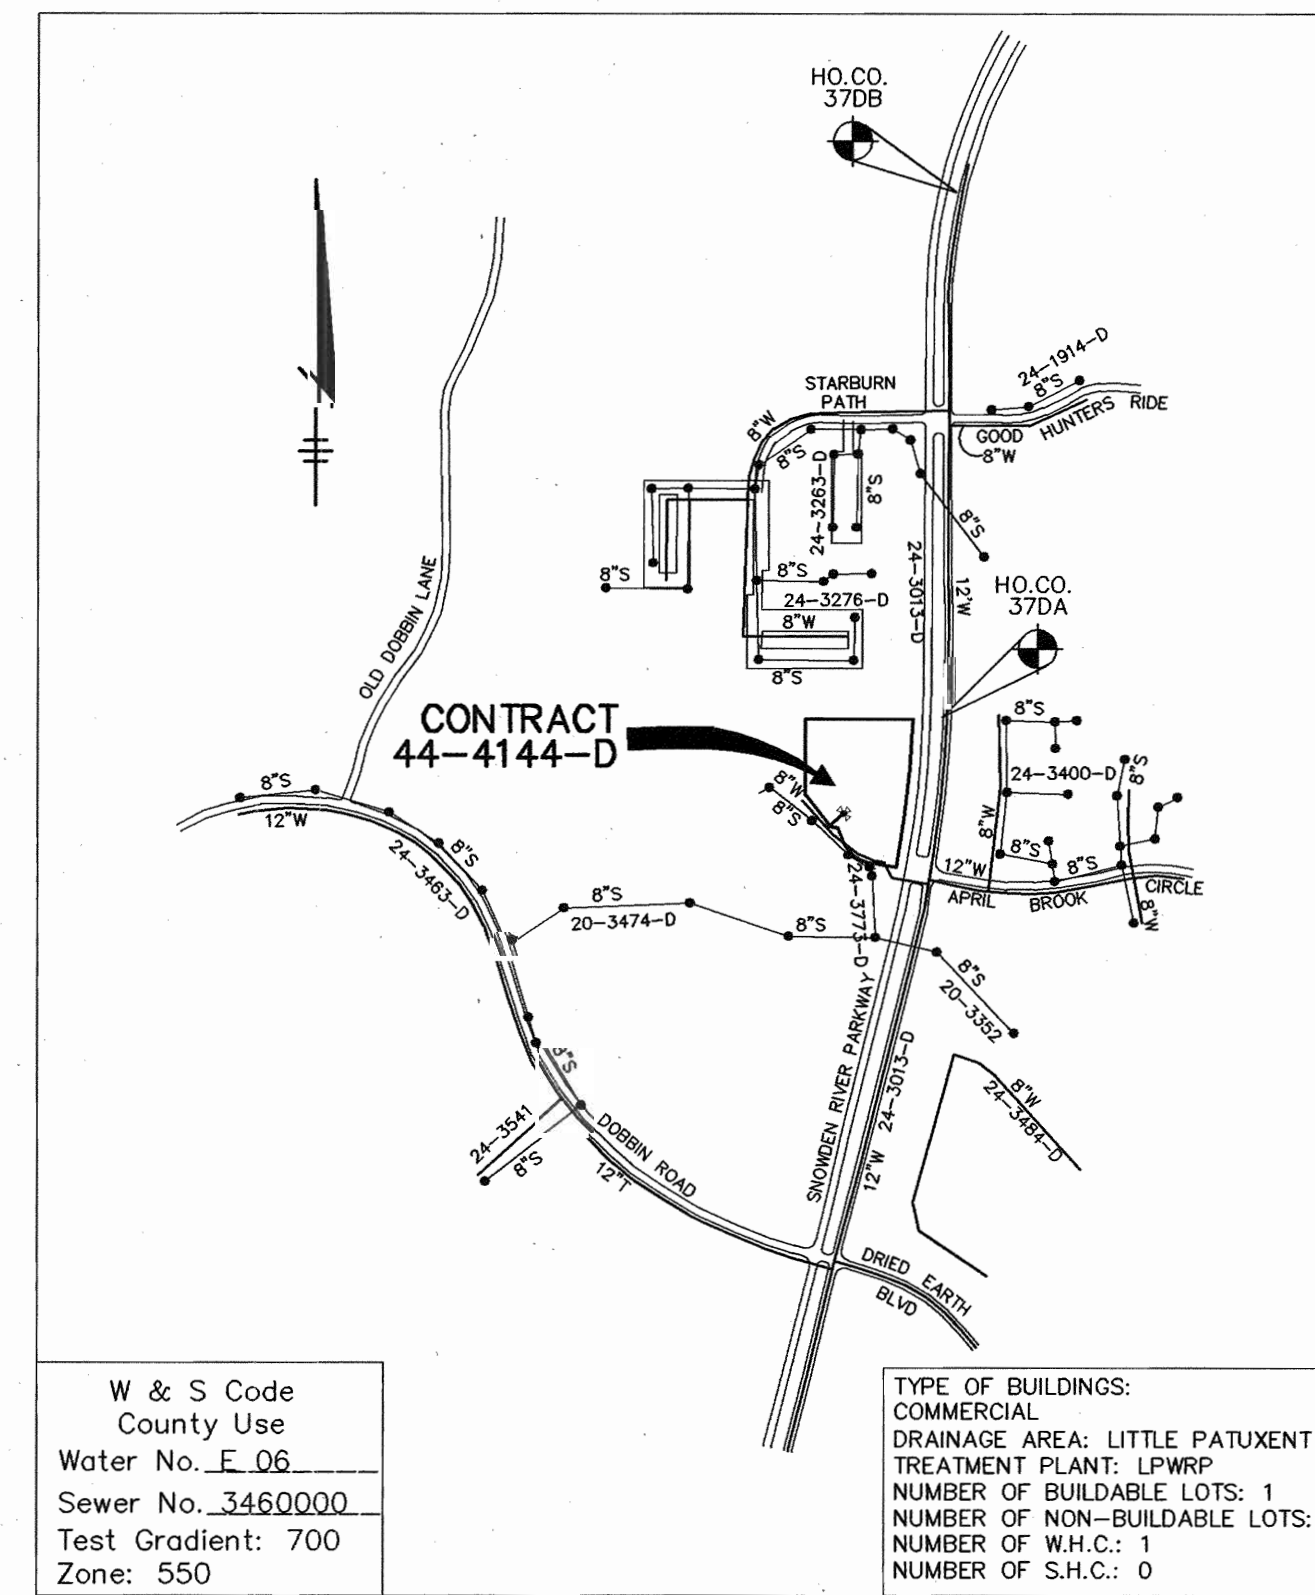 HO.CO.
37DB
24-1914-D
8"S
STARBURN
PATH
GOOD HUNTERS RIDE
8"W
8"W
8"S
24-3263-D
8"S
8"S
24-3013-D
12'W
HO.CO.
37DA
8"S
8"S
24-3276-D
8"W
8"S
OLD DOBBIN LANE
CONTRACT
44-4144-D
8"W
8"S
8"S
24-3400-D
8"S
8"W
8"S
8"S
12"W
APRIL BROOK CIRCLE
8"W
8"S
12"W
24-3463-D
8"S
8"S
20-3474-D
8"S
24-3773-D
8"S
20-3352
SNOWDEN RIVER PARKWAY
12"W 24-3013-D
8"W
24-3484-D
8"S
24-3541
8"S
DOBBIN ROAD
12"T
DRIED EARTH
BLVD
W & S Code
County Use
Water No. E 06
Sewer No. 3460000
Test Gradient: 700
Zone: 550
TYPE OF BUILDINGS:
COMMERCIAL
DRAINAGE AREA: LITTLE PATUXENT
TREATMENT PLANT: LPWRP
NUMBER OF BUILDABLE LOTS: 1
NUMBER OF NON-BUILDABLE LOTS:
NUMBER OF W.H.C.: 1
NUMBER OF S.H.C.: 0